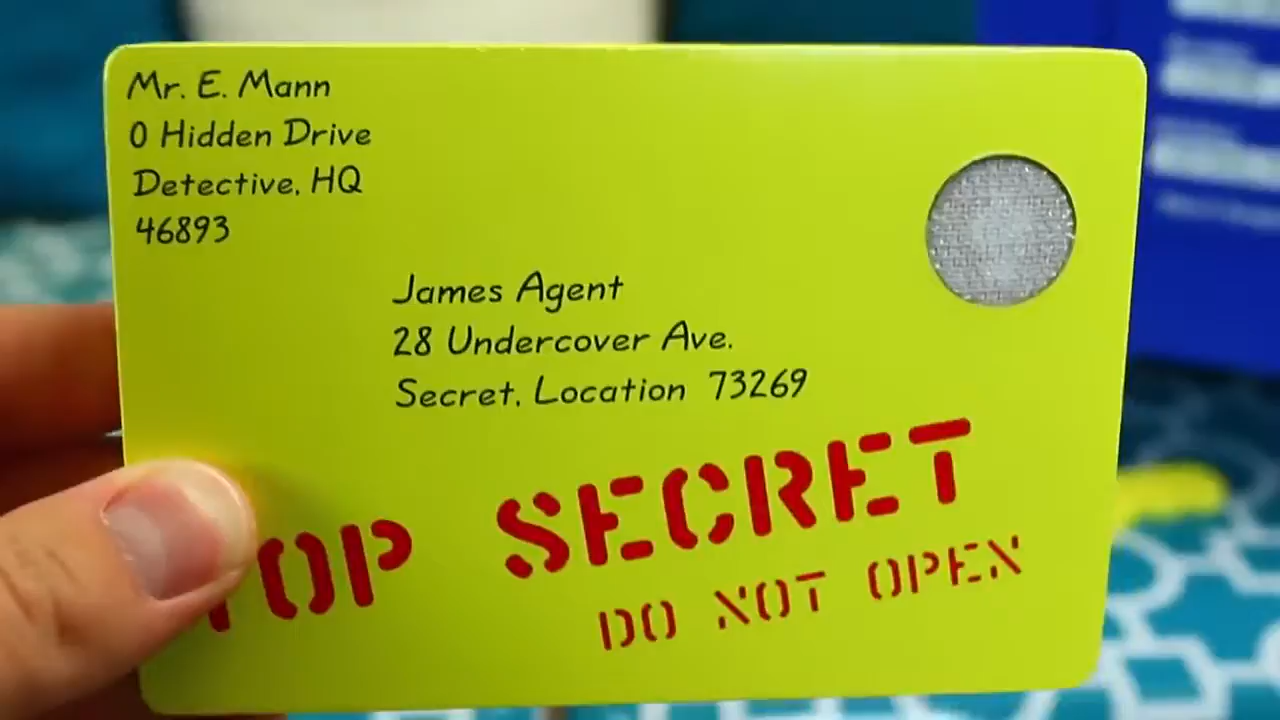 Mr. E. Mann
0 Hidden Drive
Detective, HQ
46893
James Agent
28 Undercover Ave.
Secret, Location 73269
TOP SECRET
DO NOT OPEN